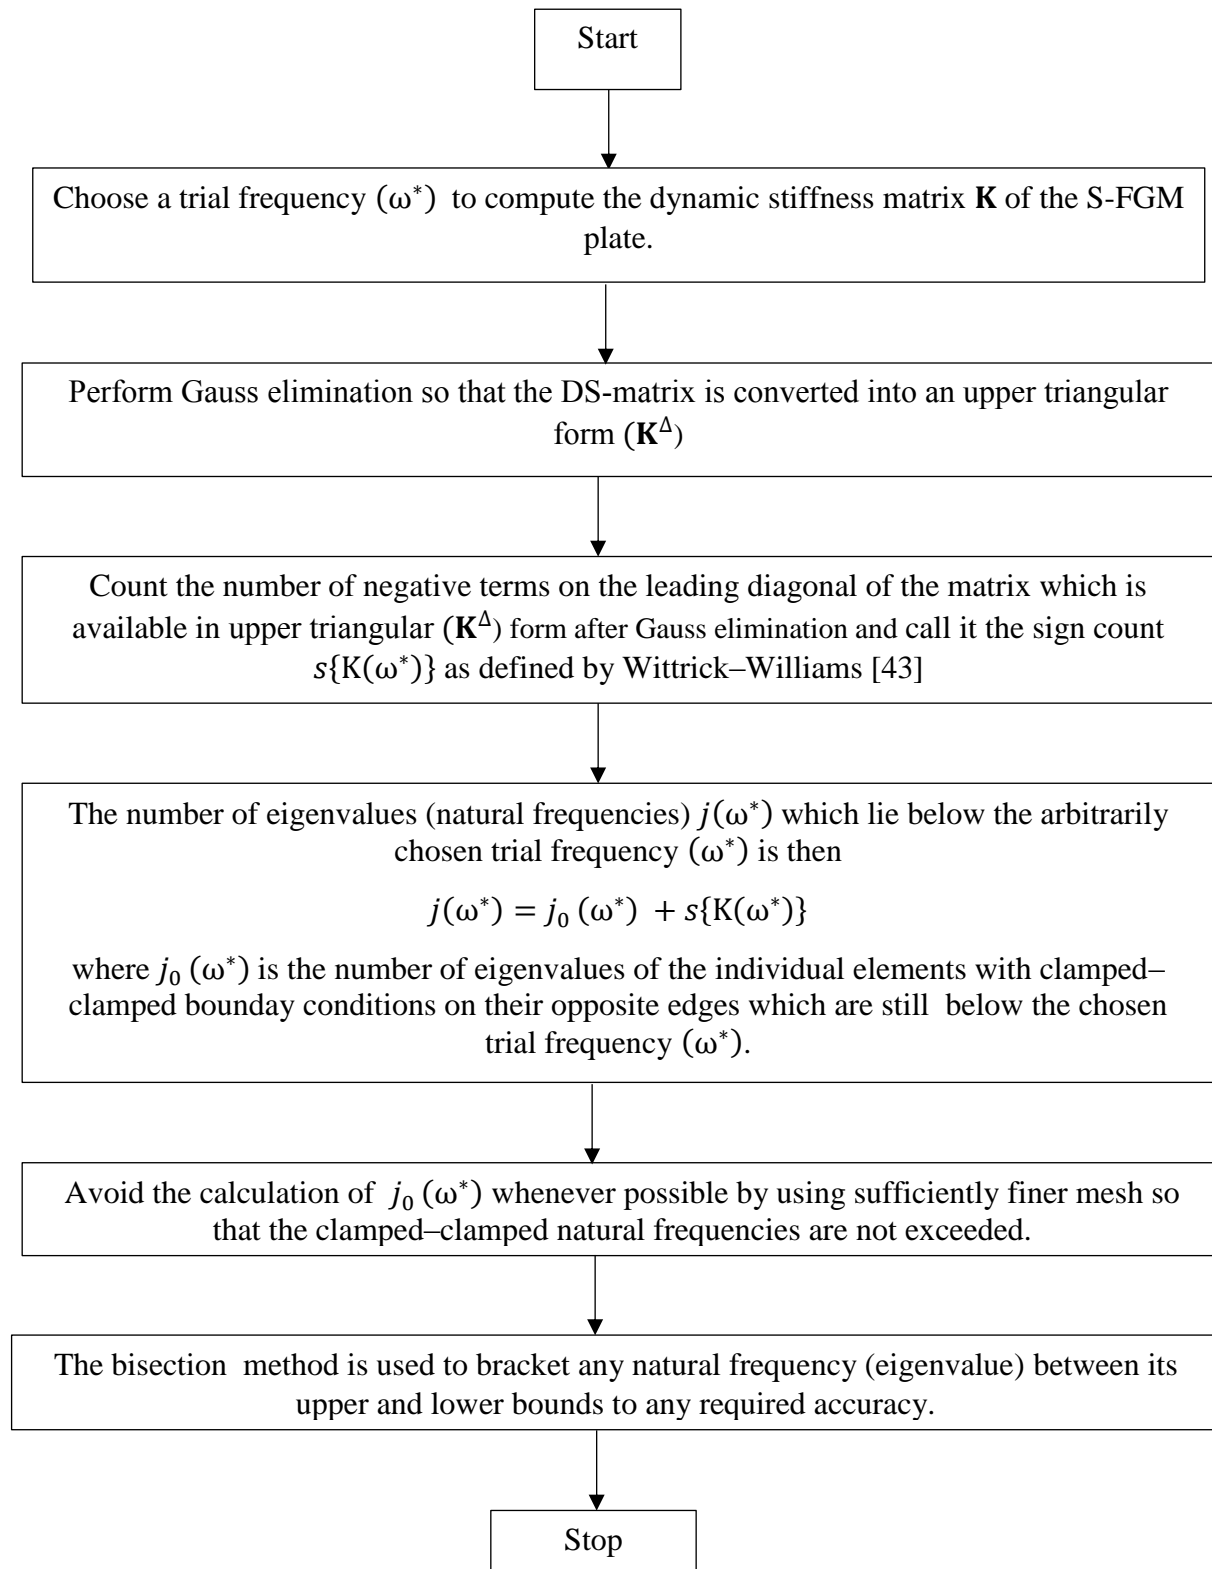 Start
Choose a trial frequency (ω*) to compute the dynamic stiffness matrix K of the S-FGM
plate.
Perform Gauss elimination so that the DS-matrix is converted into an upper triangular
form (K^Δ)
Count the number of negative terms on the leading diagonal of the matrix which is
available in upper triangular (K^Δ) form after Gauss elimination and call it the sign count
s{K(ω*)} as defined by Wittrick–Williams [43]
The number of eigenvalues (natural frequencies) j(ω*) which lie below the arbitrarily
chosen trial frequency (ω*) is then
j(ω*) = j₀ (ω*) + s{K(ω*)}
where j₀ (ω*) is the number of eigenvalues of the individual elements with clamped–
clamped bounday conditions on their opposite edges which are still below the chosen
trial frequency (ω*).
Avoid the calculation of j₀ (ω*) whenever possible by using sufficiently finer mesh so
that the clamped–clamped natural frequencies are not exceeded.
The bisection method is used to bracket any natural frequency (eigenvalue) between its
upper and lower bounds to any required accuracy.
Stop